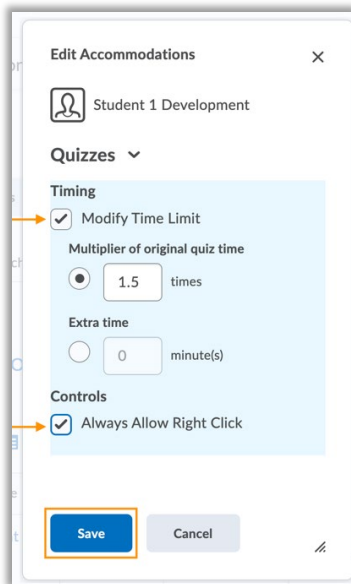 Edit Accommodations
Student 1 Development
Quizzes
Timing
Modify Time Limit
Multiplier of original quiz time
1.5 times
Extra time
0 minute(s)
Controls
Always Allow Right Click
Save Cancel